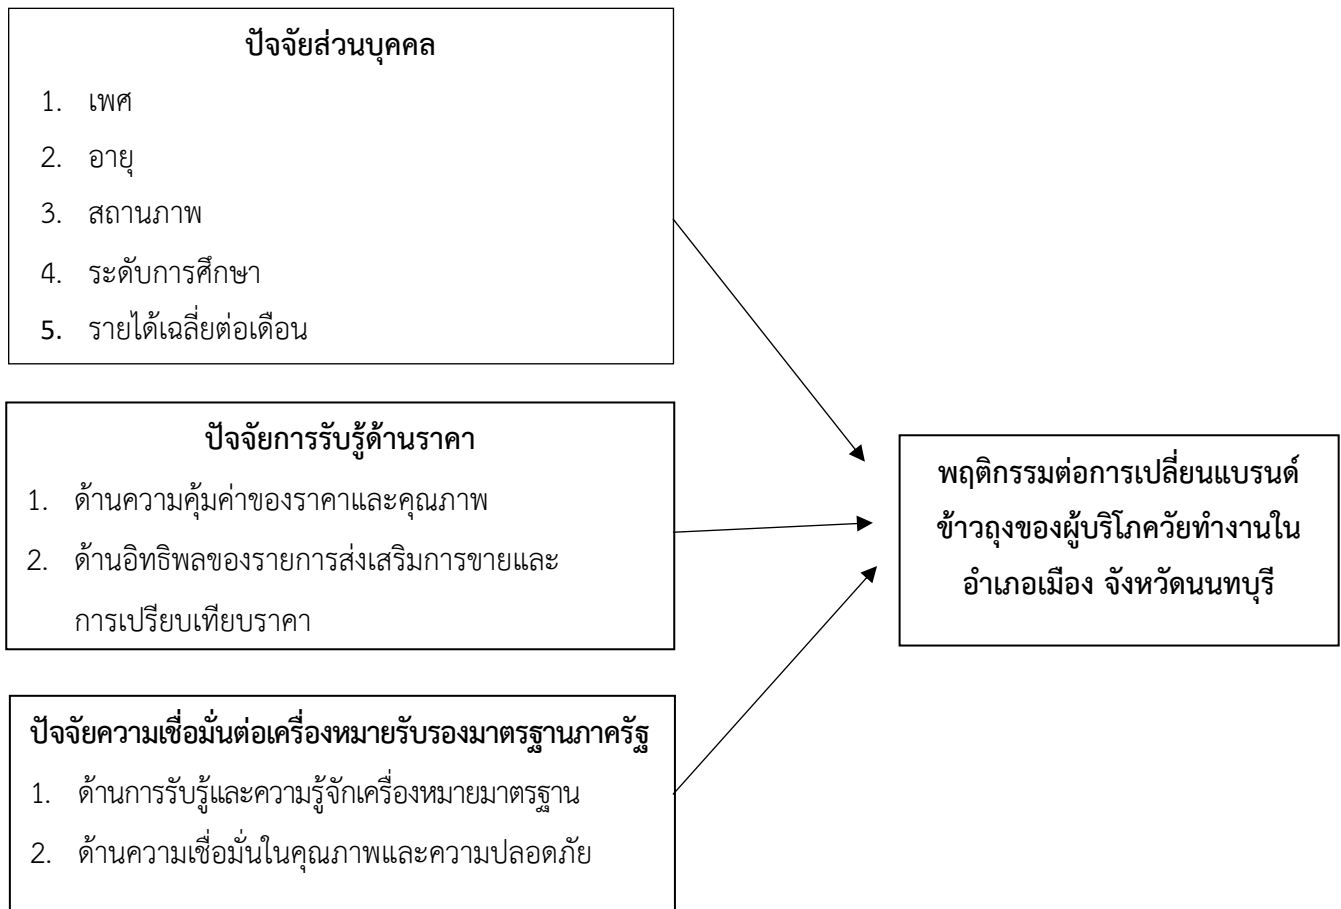 ปัจจัยส่วนบุคคล
1. เพศ
2. อายุ
3. สถานภาพ
4. ระดับการศึกษา
5. รายได้เฉลี่ยต่อเดือน
ปัจจัยการรับรู้ด้านราคา
1. ด้านความคุ้มค่าของราคาและคุณภาพ
2. ด้านอิทธิพลของรายการส่งเสริมการขายและ
การเปรียบเทียบราคา
ปัจจัยความเชื่อมั่นต่อเครื่องหมายรับรองมาตรฐานภาครัฐ
1. ด้านการรับรู้และความรู้จักเครื่องหมายมาตรฐาน
2. ด้านความเชื่อมั่นในคุณภาพและความปลอดภัย
พฤติกรรมต่อการเปลี่ยนแบรนด์
ข้าวถุงของผู้บริโภควัยทำงานใน
อำเภอเมือง จังหวัดนนทบุรี